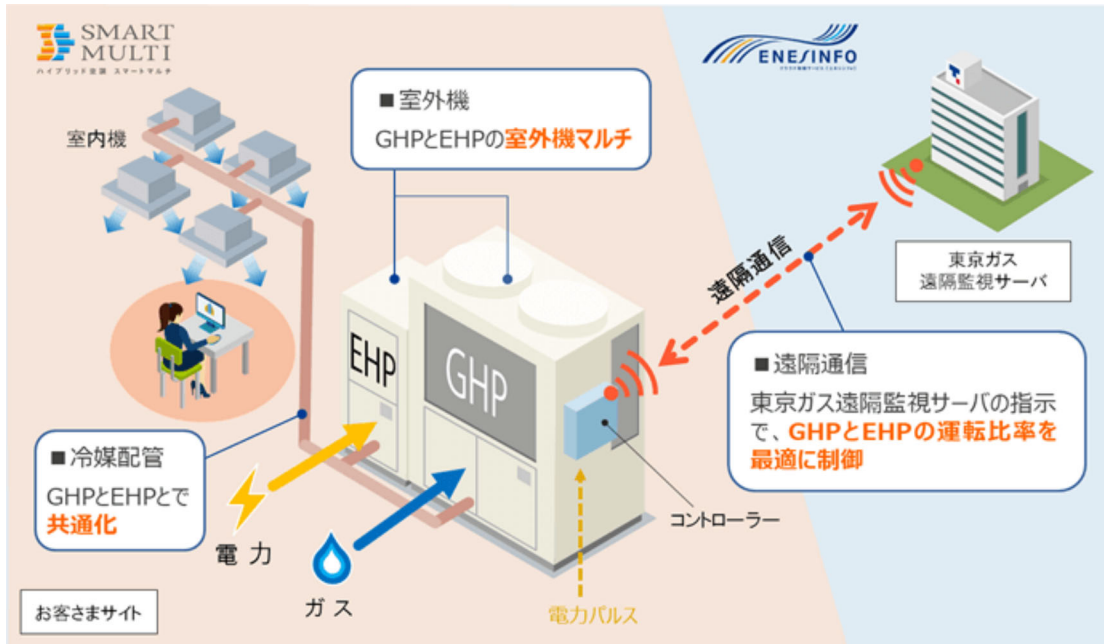 SMART
MULTI
ハイブリッド空調 スマートマルチ
ENESINFO
室内機
■室外機
GHPとEHPの室外機マルチ
遠隔通信
東京ガス
遠隔監視サーバ
EHP
GHP
■遠隔通信
東京ガス遠隔監視サーバの指示
で、GHPとEHPの運転比率を
最適に制御
■冷媒配管
GHPとEHPとで
共通化
電力
ガス
コントローラー
電力パルス
お客さまサイト